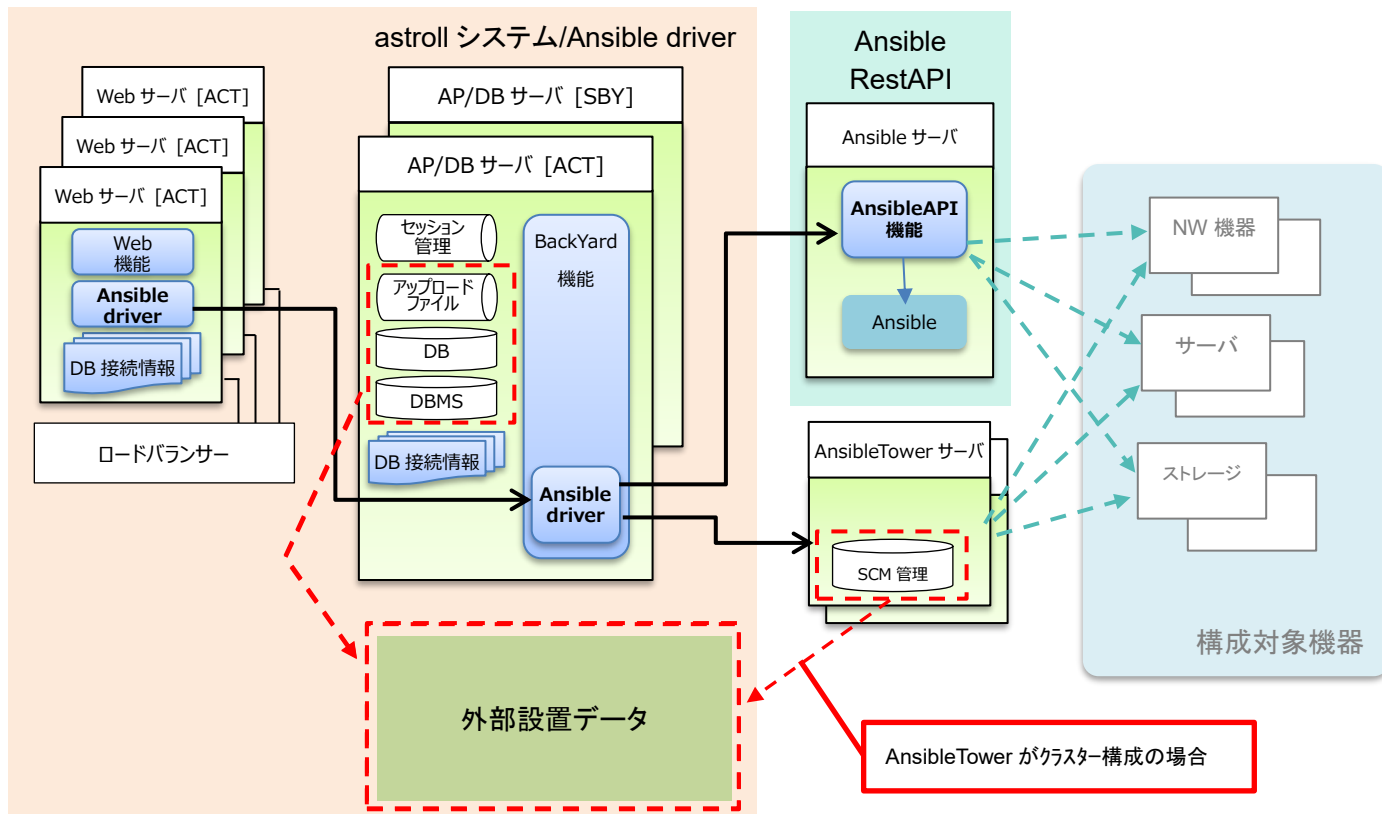 astroll システム/Ansible driver
Web サーバ [ACT]
Web サーバ [ACT]
Web サーバ [ACT]
Web
機能
Ansible
driver
DB 接続情報
ロードバランサー
AP/DB サーバ [SBY]
AP/DB サーバ [ACT]
セッション
管理
アップロード
ファイル
DB
DBMS
DB 接続情報
BackYard
機能
Ansible
driver
外部設置データ
Ansible
RestAPI
Ansible サーバ
AnsibleAPI
機能
Ansible
AnsibleTower サーバ
SCM 管理
NW 機器
サーバ
ストレージ
構成対象機器
AnsibleTower がクラスター構成の場合